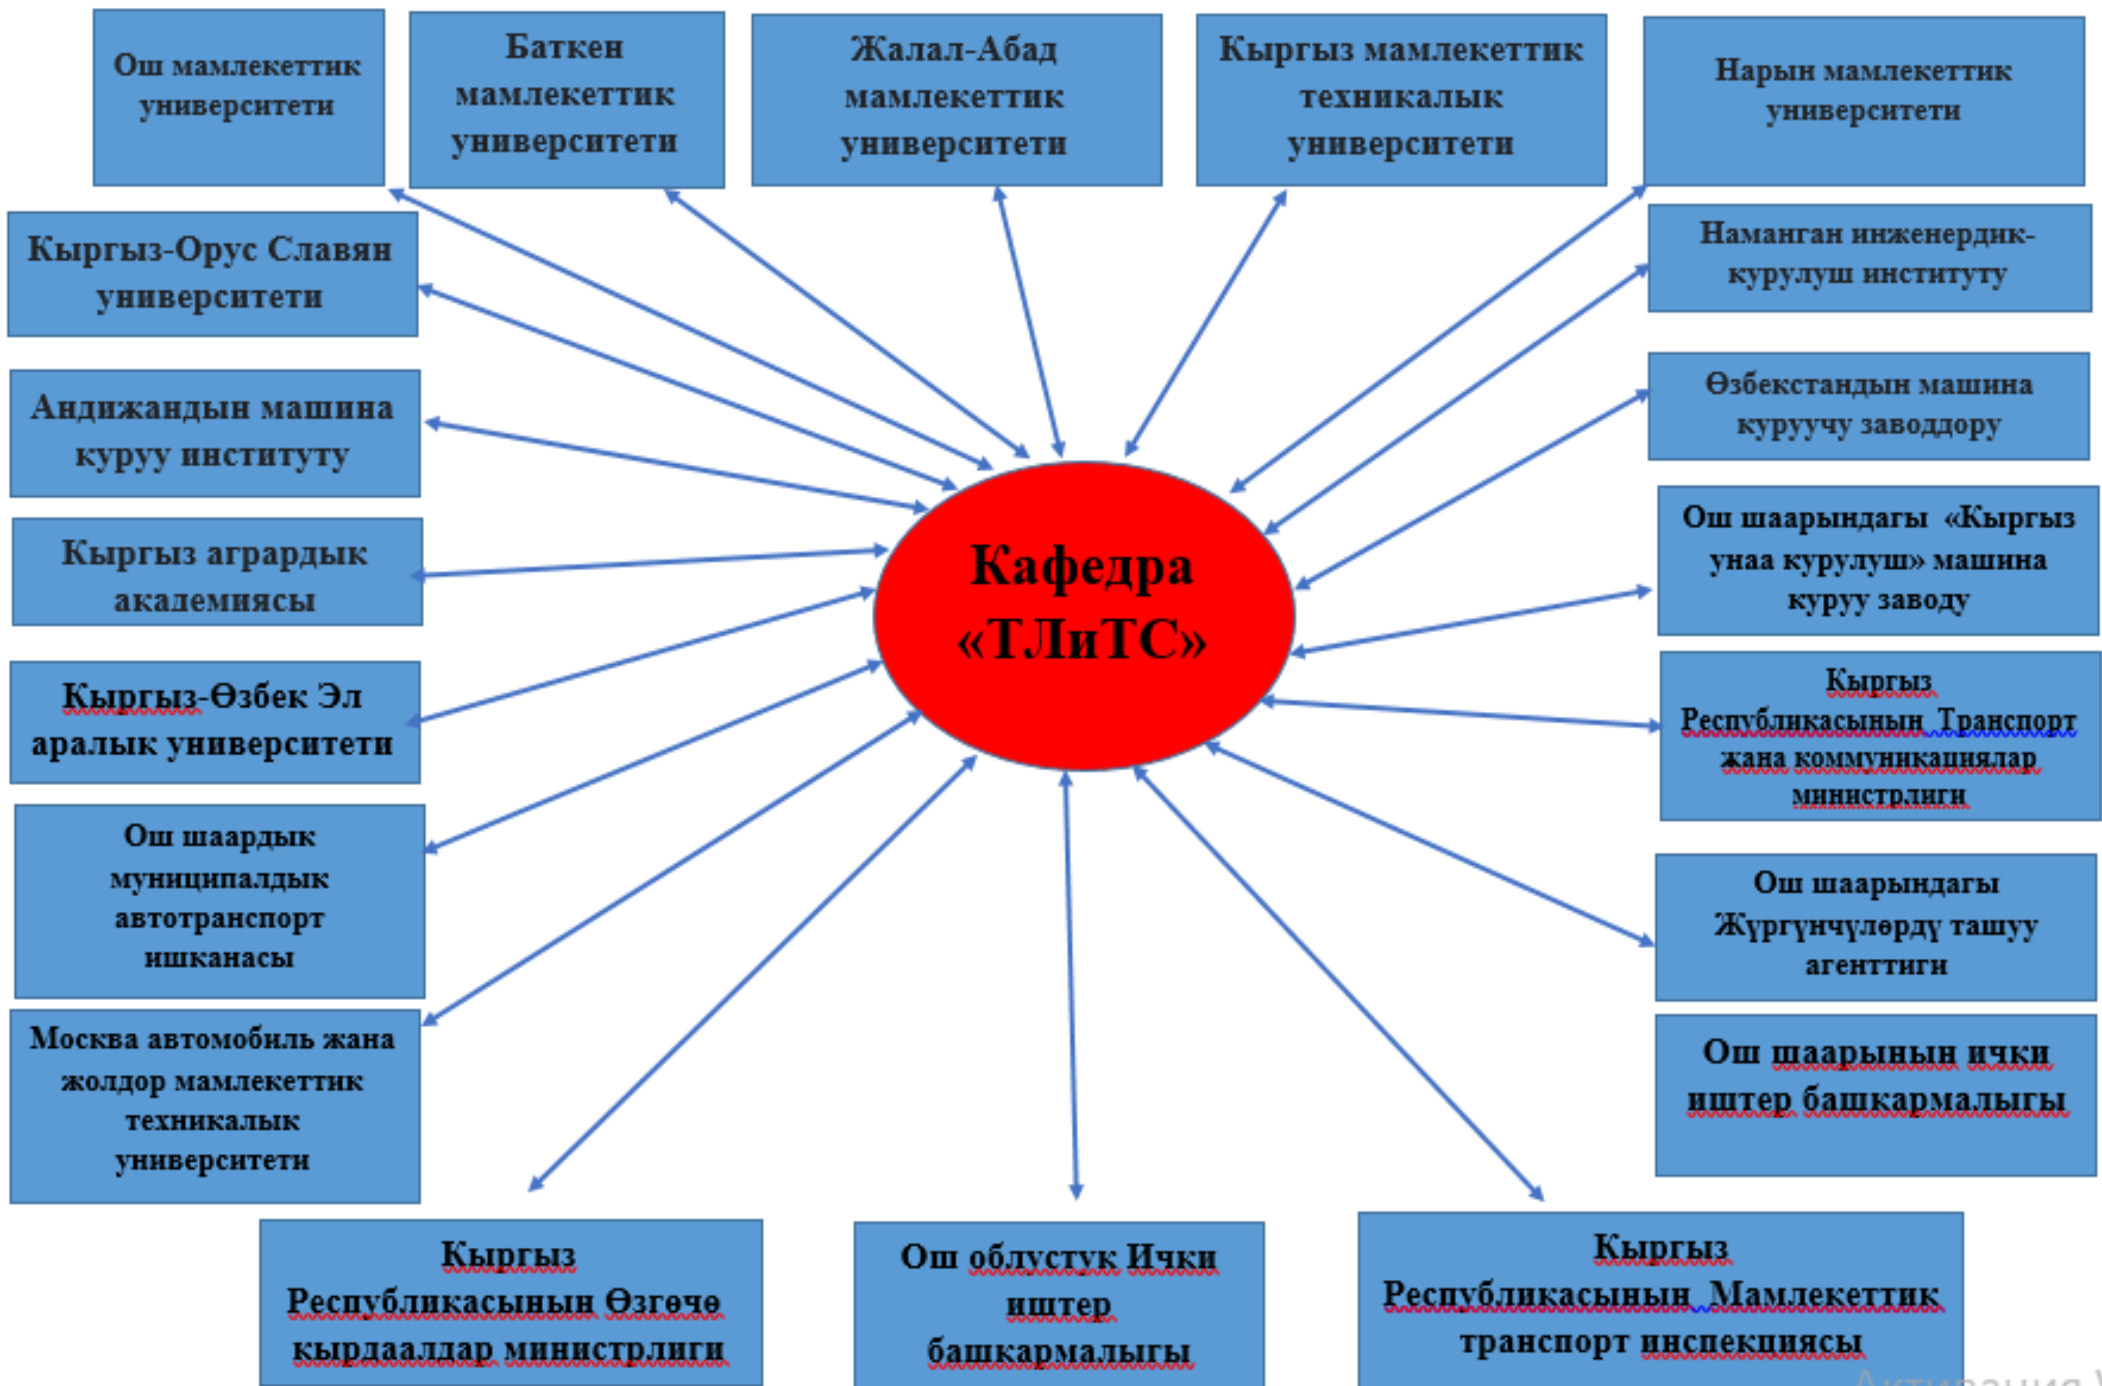 Ош мамлекеттик
университети
Баткен
мамлекеттик
университети
Жалал-Абад
мамлекеттик
университети
Кыргыз мамлекеттик
техникалык
университети
Нарын мамлекеттик
университети
Кыргыз-Орус Славян
университети
Наманган инженердик-
курулуш институту
Андижандын машина
куруу институту
Өзбекстандын машина
куруучу заводдору
Кыргыз агрардык
академиясы
Ош шаарындагы «Кыргыз
унаа курулуш» машина
куруу заводу
Кафедра
«ТЛиТС»
Кыргыз-Өзбек Эл
аралык университети
Кыргыз
Республикасынын Транспорт
жана коммуникациялар
министрлиги
Ош шаардык
муниципалдык
автотранспорт
ишканасы
Ош шаарындагы
Жүргүнчүлөрдү ташуу
агенттиги
Москва автомобиль жана
жолдор мамлекеттик
техникалык
университети
Ош шаарынын ички
иштер башкармалыгы
Кыргыз
Республикасынын Өзгөчө
кырдаалдар министрлиги
Ош облустук Ички
иштер
башкармалыгы
Кыргыз
Республикасынын Мамлекеттик
транспорт инспекциясы